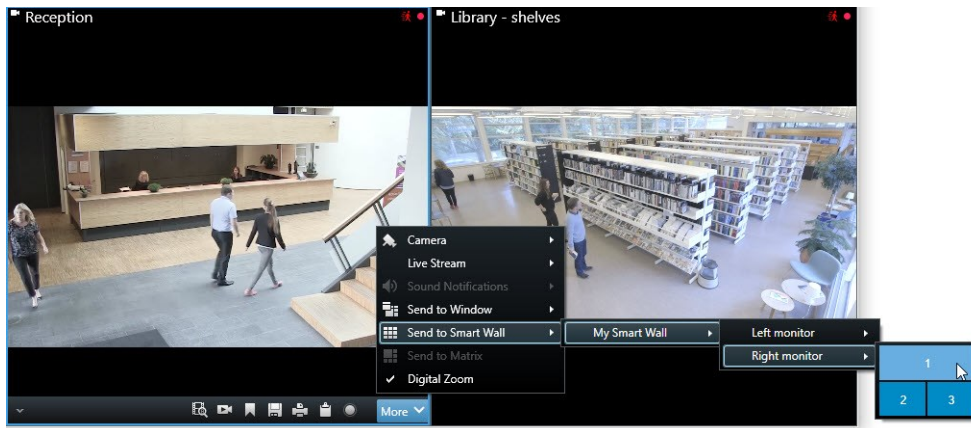 Reception
Library - shelves
Camera
Live Stream
Sound Notifications
Send to Window
Send to Smart Wall
My Smart Wall
Left monitor
Send to Matrix
Right monitor
Digital Zoom
1
2 3
More